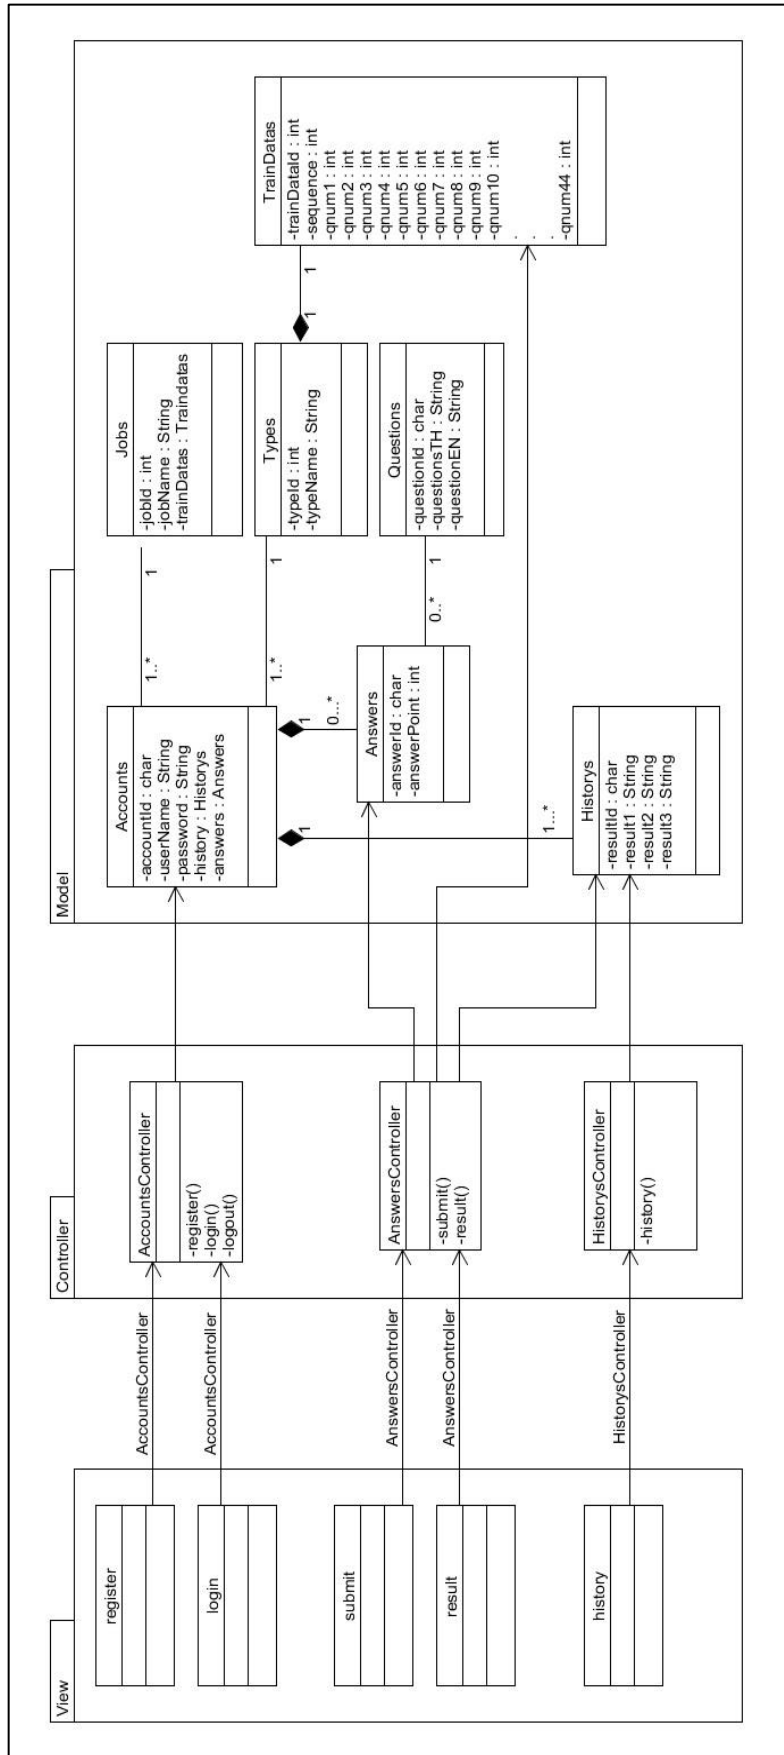 View
register
login
submit
result
history
AccountsController
AccountsController
AnswersController
AnswersController
HistorysController
Controller
AccountsController
-register()
-login()
-logout()
AnswersController
-submit()
-result()
HistorysController
-history()
Model
Accounts
-accountId : char
-userName : String
-password : String
-history : Historys
-answers : Answers
1..*
1
1..*
1
1
0...*
1
1...*
Answers
-answerId : char
-answerPoint : int
0..*
1
Historys
-resultId : char
-result1 : String
-result2 : String
-result3 : String
Jobs
-jobId : int
-jobName : String
-trainDatas : Traindatas
Types
-typeId : int
-typeName : String
1
1
Questions
-questionId : char
-questionsTH : String
-questionEN : String
TrainDatas
-trainDataId : int
-sequence : int
-qnum1 : int
-qnum2 : int
-qnum3 : int
-qnum4 : int
-qnum5 : int
-qnum6 : int
-qnum7 : int
-qnum8 : int
-qnum9 : int
-qnum10 : int
.
.
.
-qnum44 : int